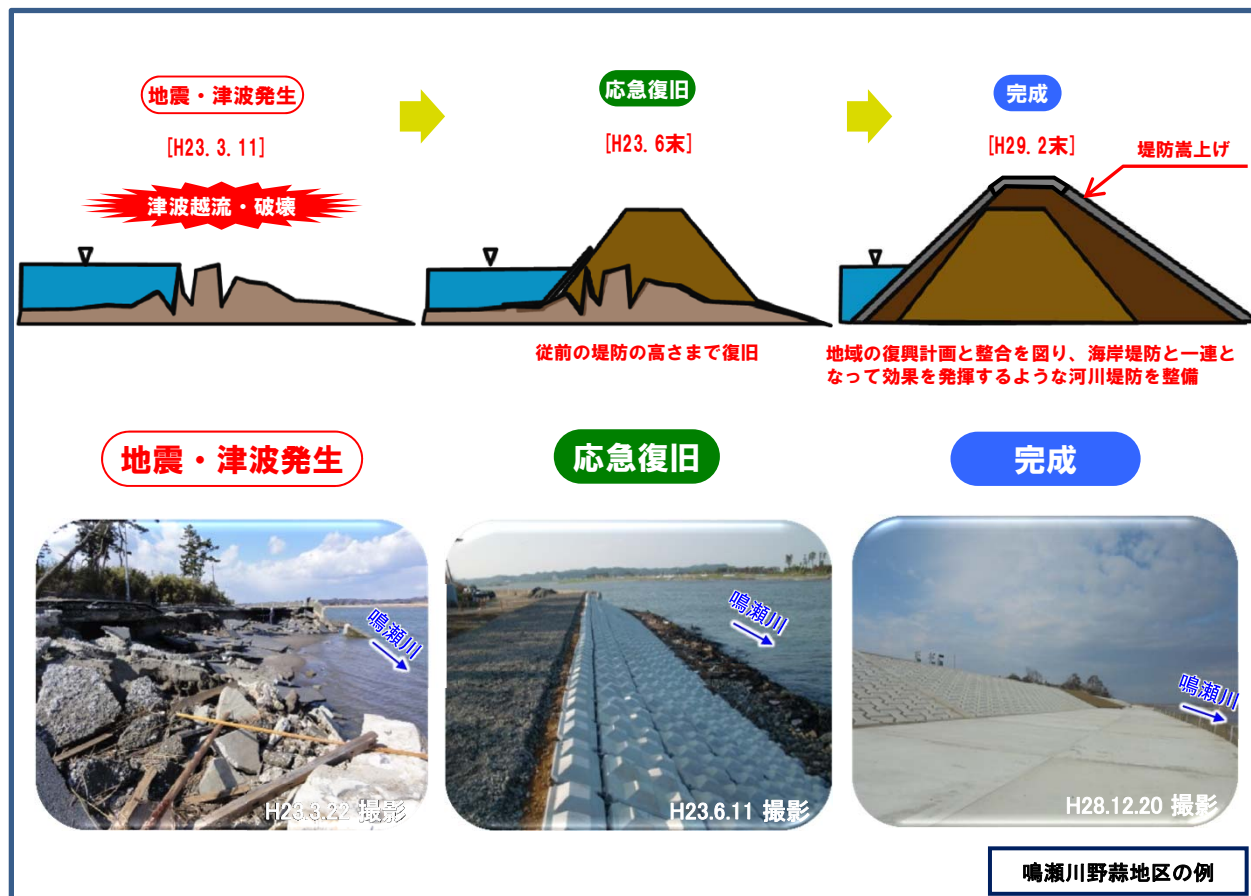 地震・津波発生
応急復旧
完成
[H23.3.11]
[H23.6末]
[H29.2末]
堤防嵩上げ
津波越流・破壊
従前の堤防の高さまで復旧
地域の復興計画と整合を図り、海岸堤防と一連と
なって効果を発揮するような河川堤防を整備
地震・津波発生
応急復旧
完成
鳴瀬川
鳴瀬川
鳴瀬川
H23.3.22 撮影
H23.6.11 撮影
H28.12.20 撮影
鳴瀬川野蒜地区の例